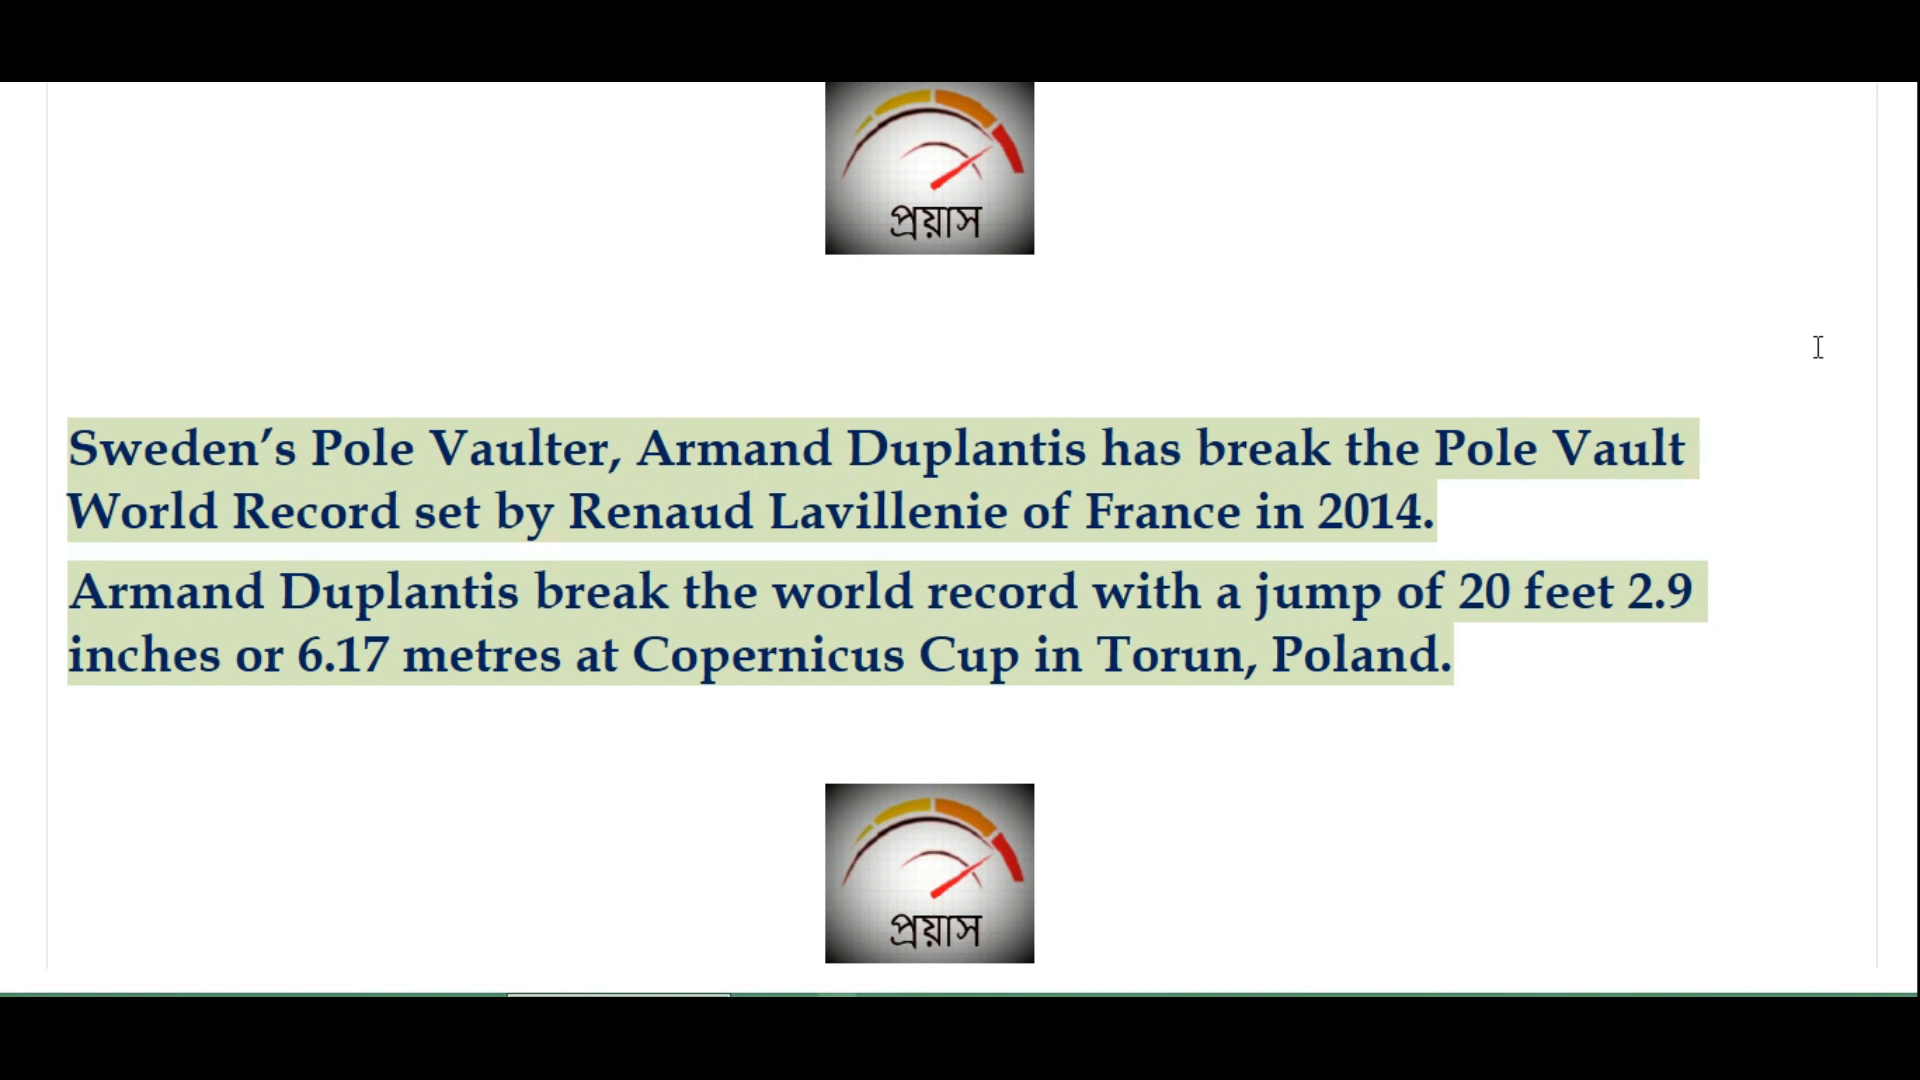 প্রয়াস
Sweden’s Pole Vaulter, Armand Duplantis has break the Pole Vault
World Record set by Renaud Lavillenie of France in 2014.
Armand Duplantis break the world record with a jump of 20 feet 2.9
inches or 6.17 metres at Copernicus Cup in Torun, Poland.
প্রয়াস